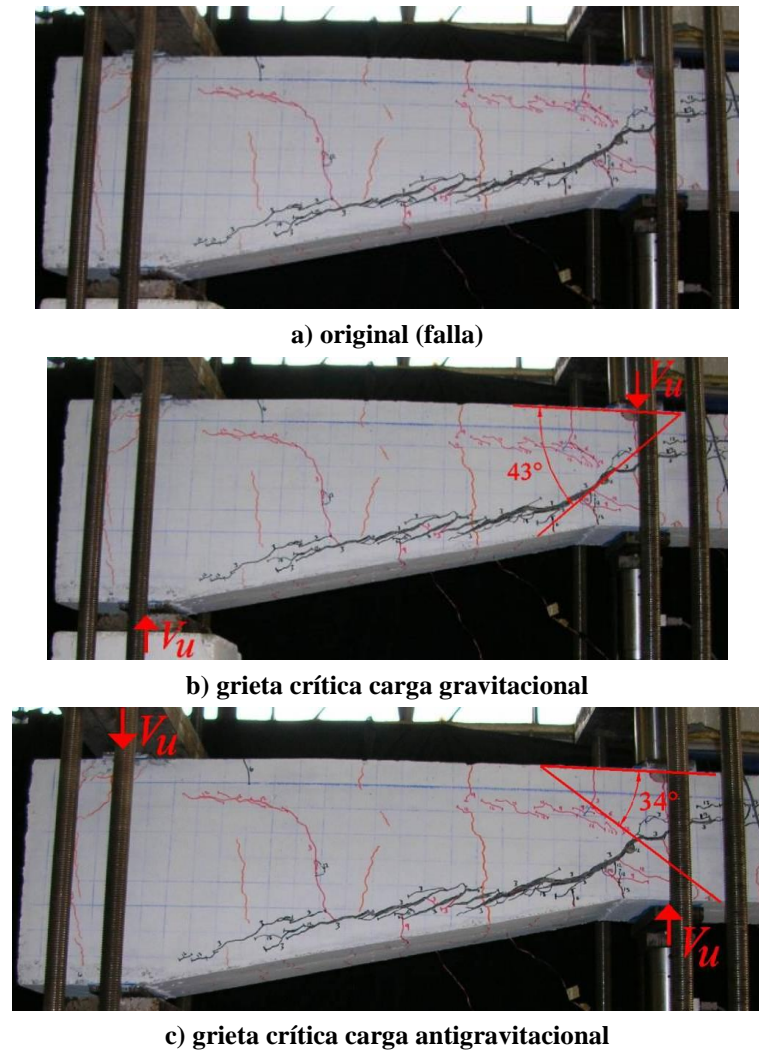 a) original (falla)
Vu
43°
Vu
b) grieta crítica carga gravitacional
Vu
34°
Vu
c) grieta crítica carga antigravitacional